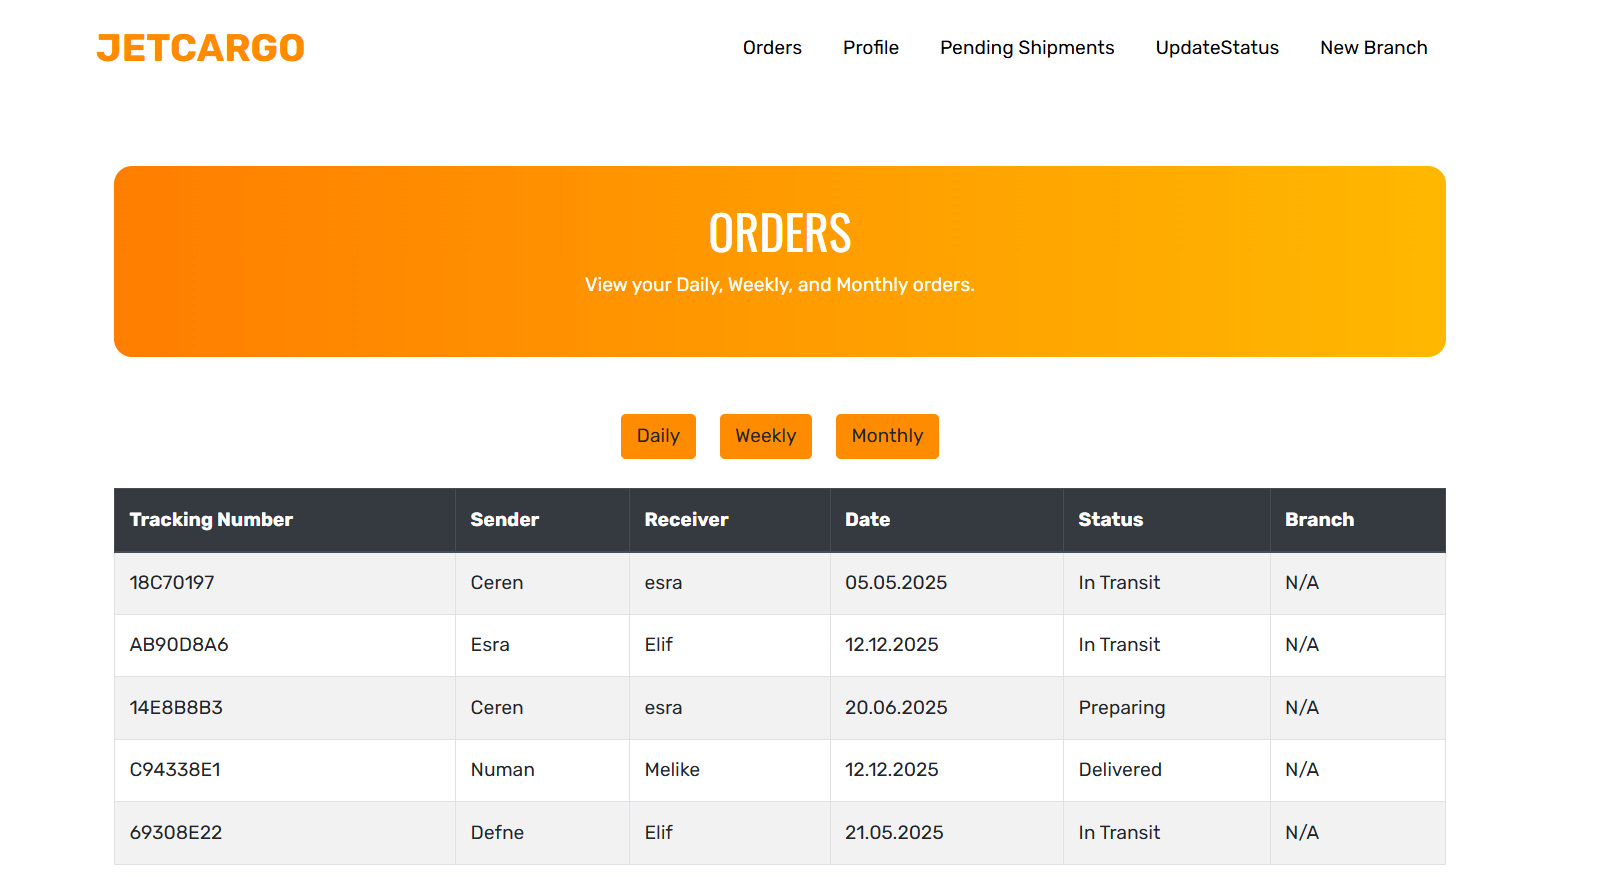 JETCARGO
Orders Profile Pending Shipments UpdateStatus New Branch
ORDERS
View your Daily, Weekly, and Monthly orders.
Daily Weekly Monthly
Tracking Number Sender Receiver Date Status Branch
18C70197 Ceren esra 05.05.2025 In Transit N/A
AB90D8A6 Esra Elif 12.12.2025 In Transit N/A
14E8B8B3 Ceren esra 20.06.2025 Preparing N/A
C94338E1 Numan Melike 12.12.2025 Delivered N/A
69308E22 Defne Elif 21.05.2025 In Transit N/A